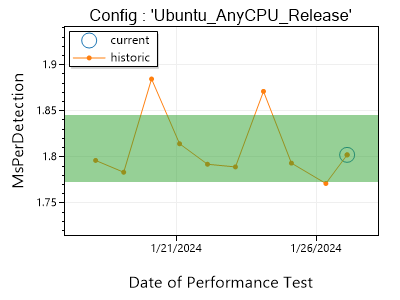 Config : 'Ubuntu_AnyCPU_Release'
current
historic
1.9
1.85
1.8
1.75
MsPerDetection
1/21/2024
1/26/2024
Date of Performance Test